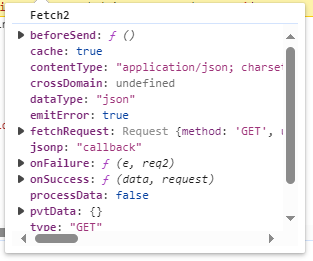 Fetch2
beforeSend: ƒ ()
cache: true
contentType: "application/json; charset
crossDomain: undefined
dataType: "json"
emitError: true
fetchRequest: Request {method: 'GET',
jsonp: "callback"
onFailure: ƒ (e, req2)
onSuccess: ƒ (data, request)
processData: false
pvtData: {}
type: "GET"